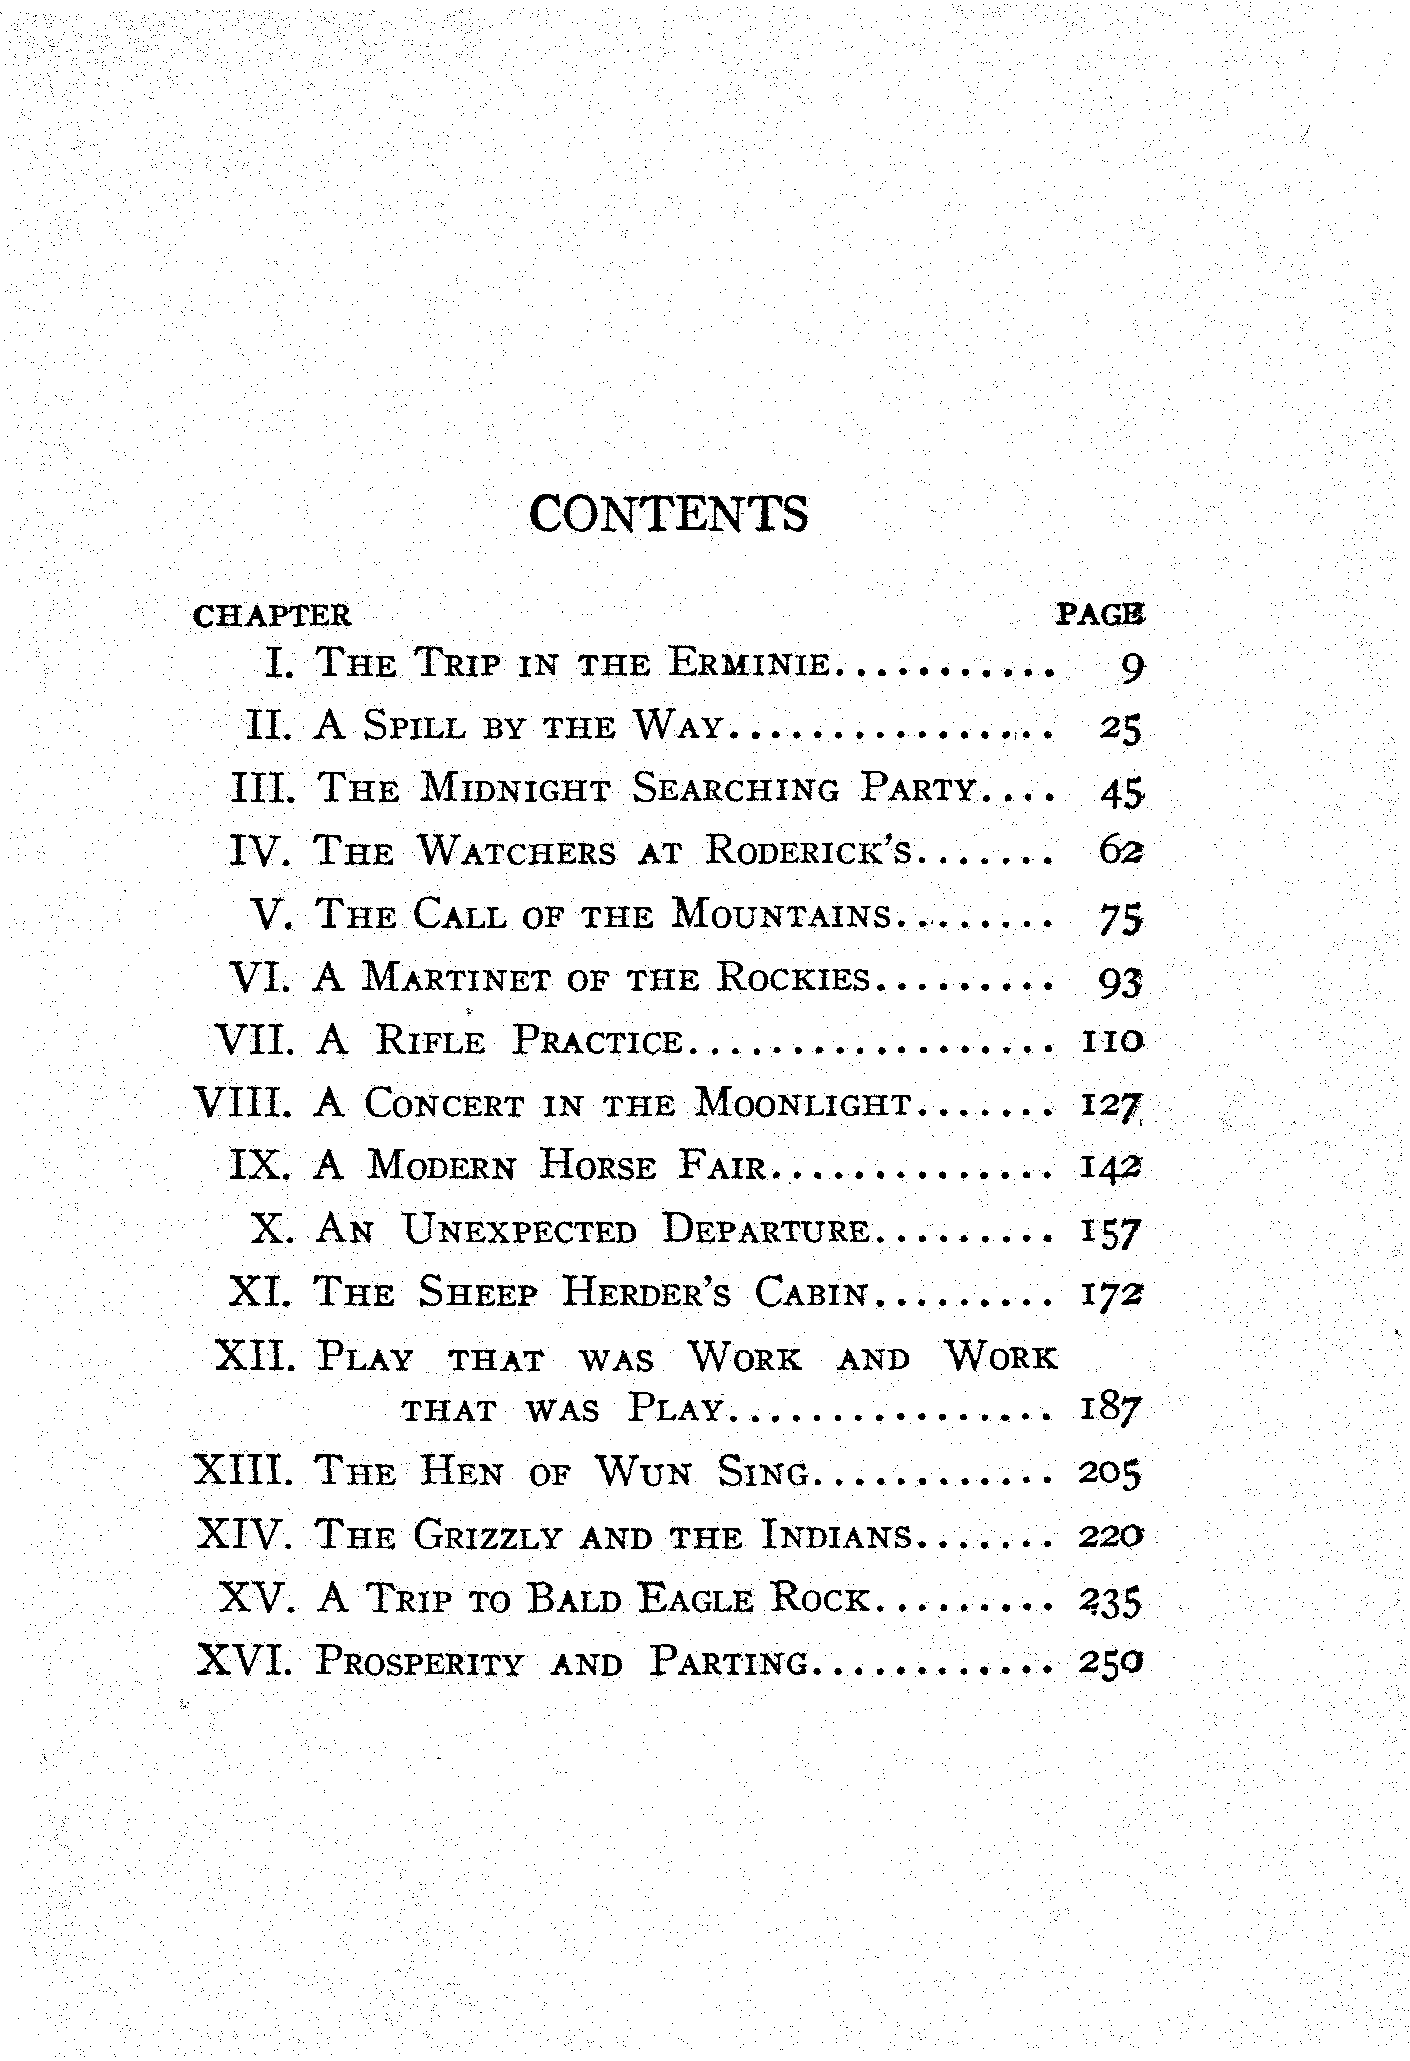 CONTENTS
CHAPTER PAGE
I. The Trip in the Erminie........... 9
II. A Spill by the Way................ 25
III. The Midnight Searching Party.... 45
IV. The Watchers at Roderick's....... 62
V. The Call of the Mountains........ 75
VI. A Martinet of the Rockies......... 93
VII. A Rifle Practice.................. 110
VIII. A Concert in the Moonlight....... 127
IX. A Modern Horse Fair.............. 142
X. An Unexpected Departure......... 157
XI. The Sheep Herder's Cabin......... 172
XII. Play that was Work and Work
that was Play................ 187
XIII. The Hen of Wun Sing............ 205
XIV. The Grizzly and the Indians....... 220
XV. A Trip to Bald Eagle Rock......... 235
XVI. Prosperity and Parting............ 250